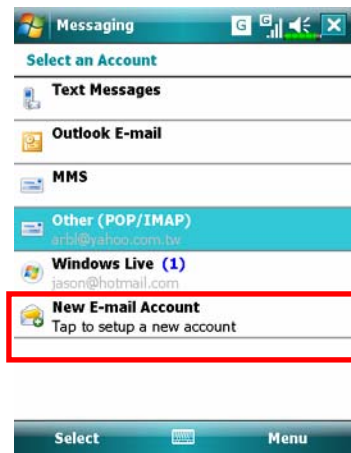 Messaging
G
G
Select an Account
Text Messages
Outlook E-mail
MMS
Other (POP/IMAP)
arbl@yahoo.com.tw
Windows Live (1)
jason@hotmail.com
New E-mail Account
Tap to setup a new account
Select
Menu